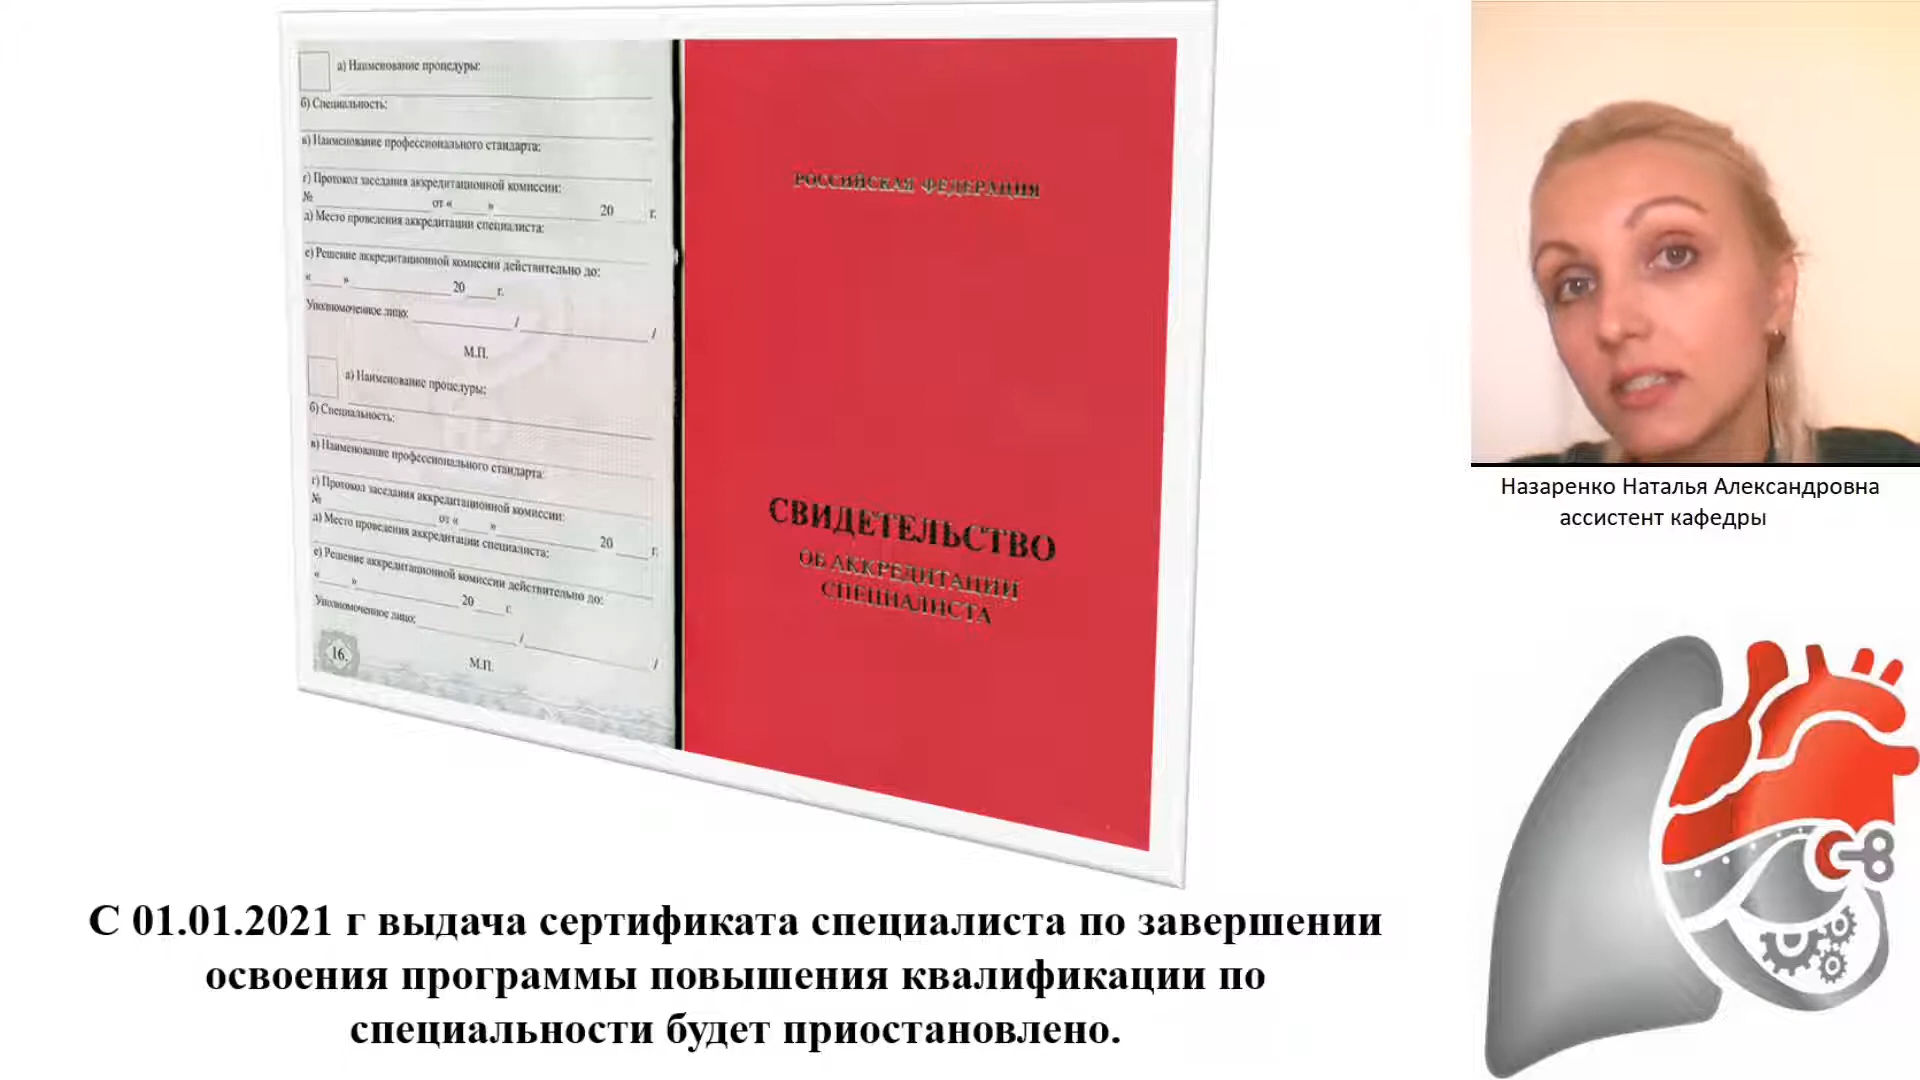 а) Наименование процедуры:
б) Специальность:
в) Наименование профессионального стандарта:
г) Протокол заседания аккредитационной комиссии:
№ от « » 20 г.
д) Место проведения аккредитации специалиста:
е) Решение аккредитационной комиссии действительно до:
« » 20 г.
Уполномоченное лицо: / /
М.П.
а) Наименование процедуры:
б) Специальность:
в) Наименование профессионального стандарта:
г) Протокол заседания аккредитационной комиссии:
№ от « » 20 г.
д) Место проведения аккредитации специалиста:
е) Решение аккредитационной комиссии действительно до:
« » 20 г.
Уполномоченное лицо: / /
М.П.
16.
РОССИЙСКАЯ ФЕДЕРАЦИЯ
СВИДЕТЕЛЬСТВО
ОБ АККРЕДИТАЦИИ
СПЕЦИАЛИСТА
Назаренко Наталья Александровна
ассистент кафедры
С 01.01.2021 г выдача сертификата специалиста по завершении
освоения программы повышения квалификации по
специальности будет приостановлено.